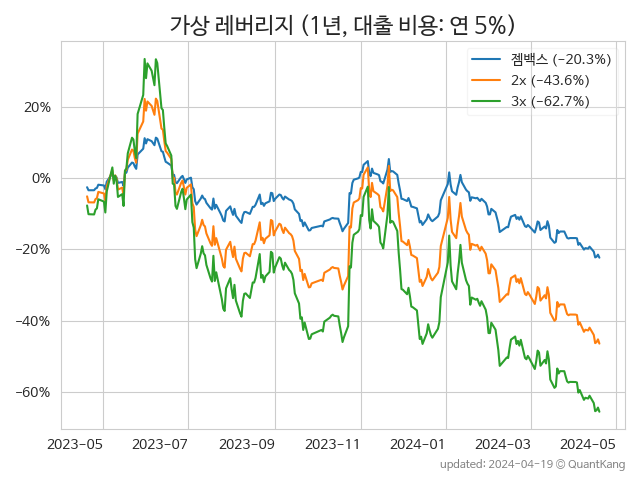 가상 레버리지 (1년, 대출 비용: 연 5%)
젬백스 (−20.3%)
2x (−43.6%)
3x (−62.7%)
20%
0%
−20%
−40%
−60%
2023−05 2023−07 2023−09 2023−11 2024−01 2024−03 2024−05
updated: 2024−04−19 © QuantKang